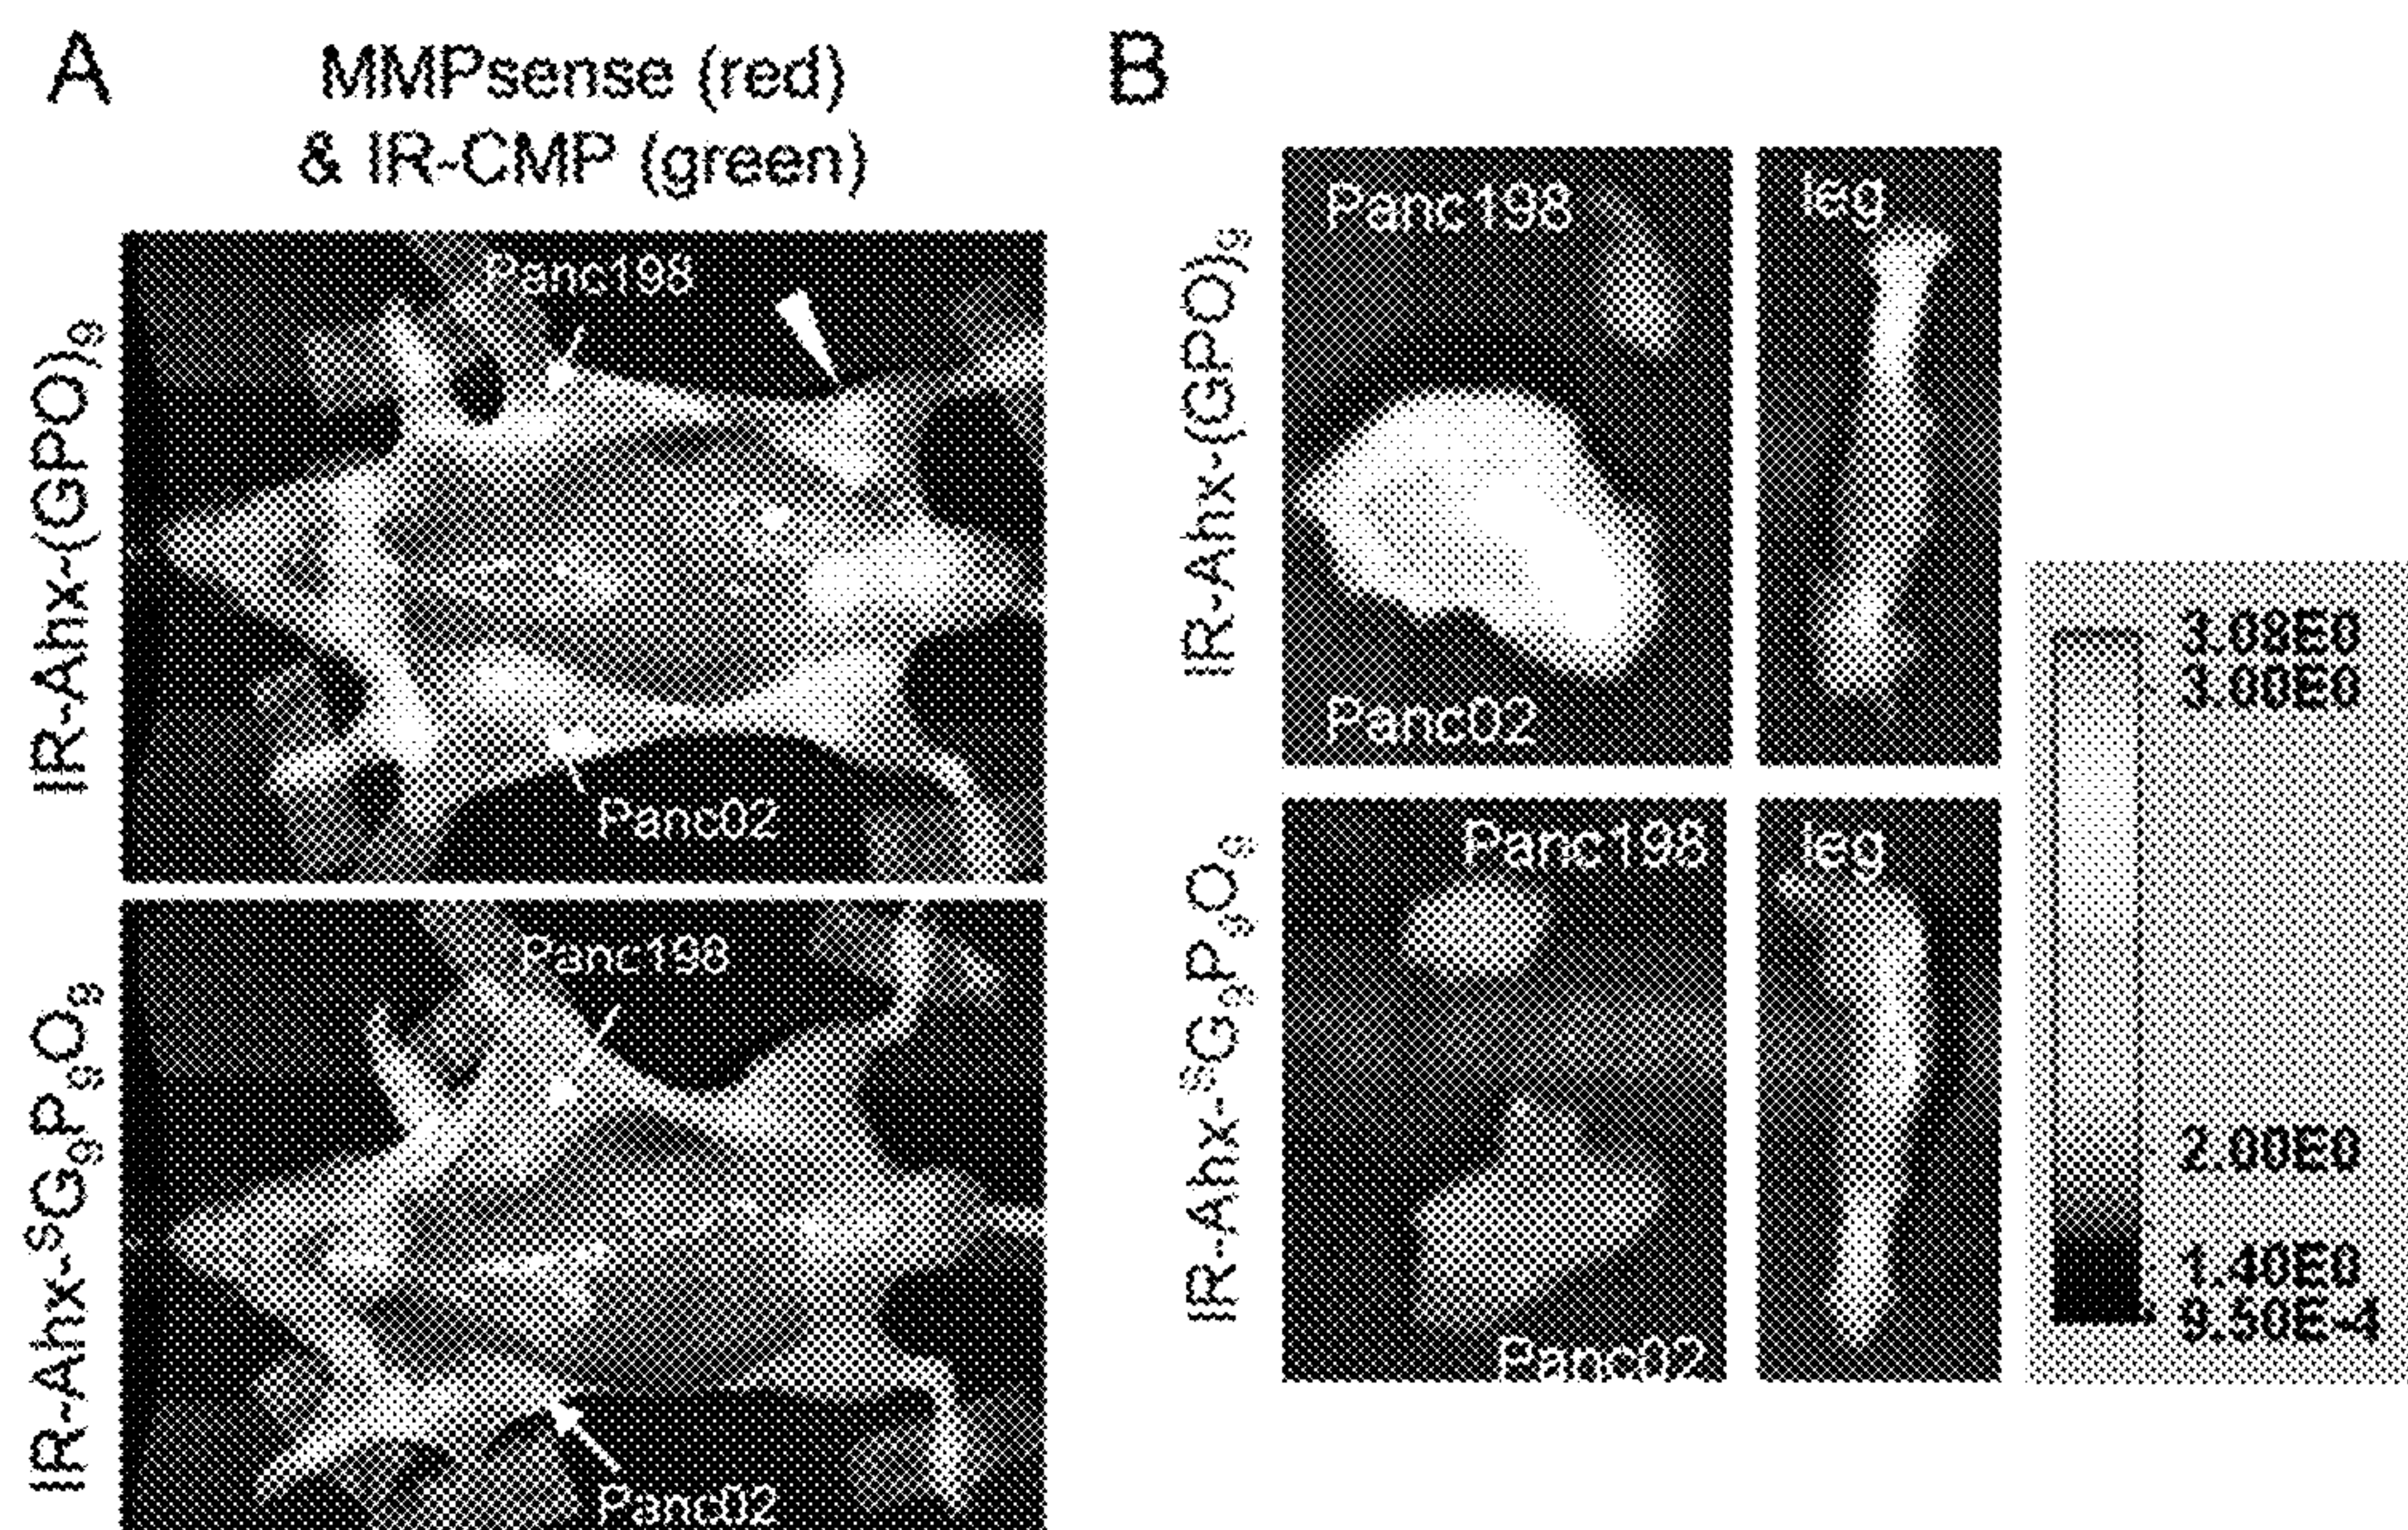 A
MMPsense (red)
& IR-CMP (green)
IR-Ahx-(GPO)₉
Panc198
Panc02
IR-Ahx-ˢG₉P₉O₉
Panc198
Panc02
B
IR-Ahx-(GPO)₉
Panc198
leg
Panc02
IR-Ahx-ˢG₉P₉O₉
Panc198
leg
Panc02
3.08E0
3.00E0
2.00E0
1.40E0
9.50E-4